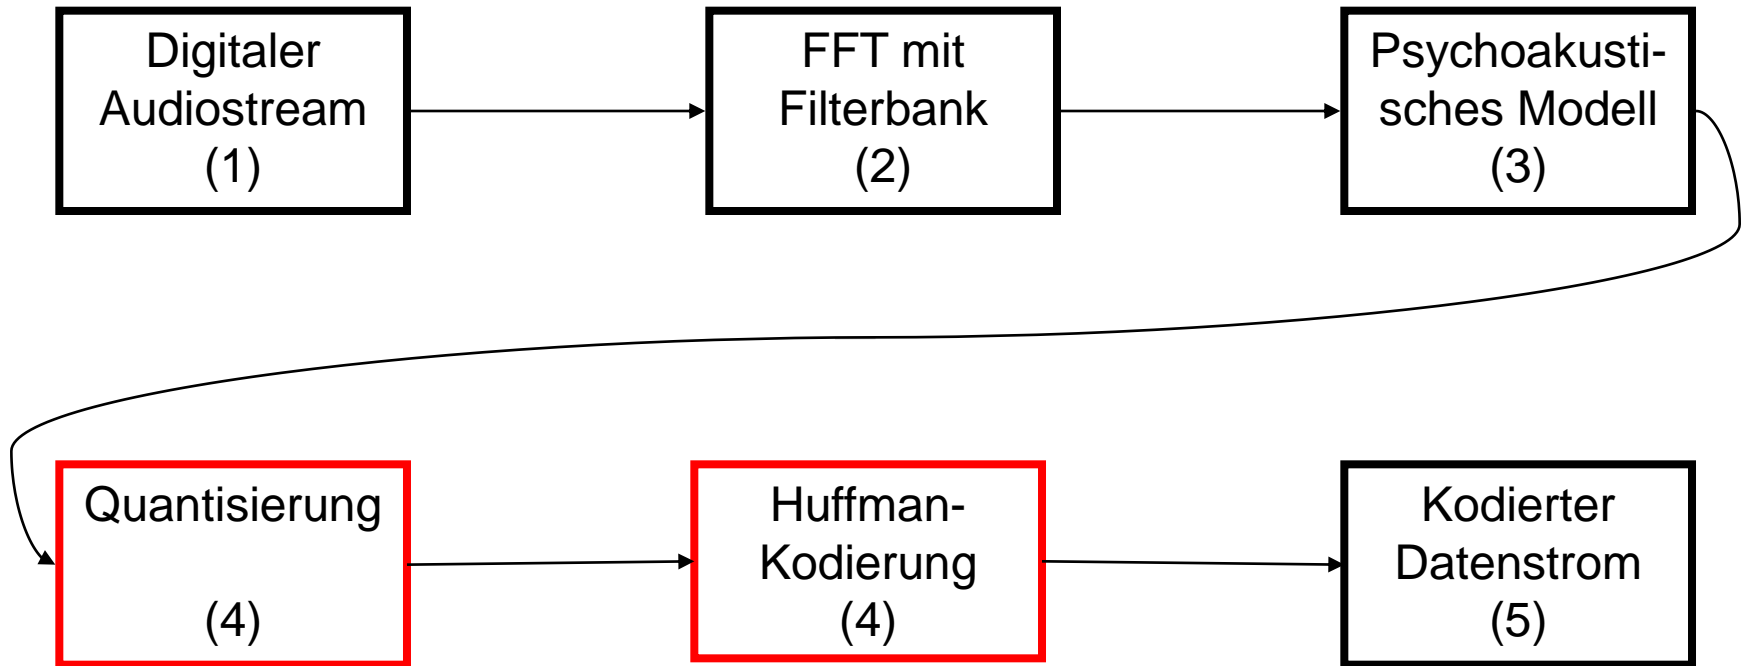 Digitaler
Audiostream
(1)
FFT mit
Filterbank
(2)
Psychoakusti-
sches Modell
(3)
Quantisierung
(4)
Huffman-
Kodierung
(4)
Kodierter
Datenstrom
(5)